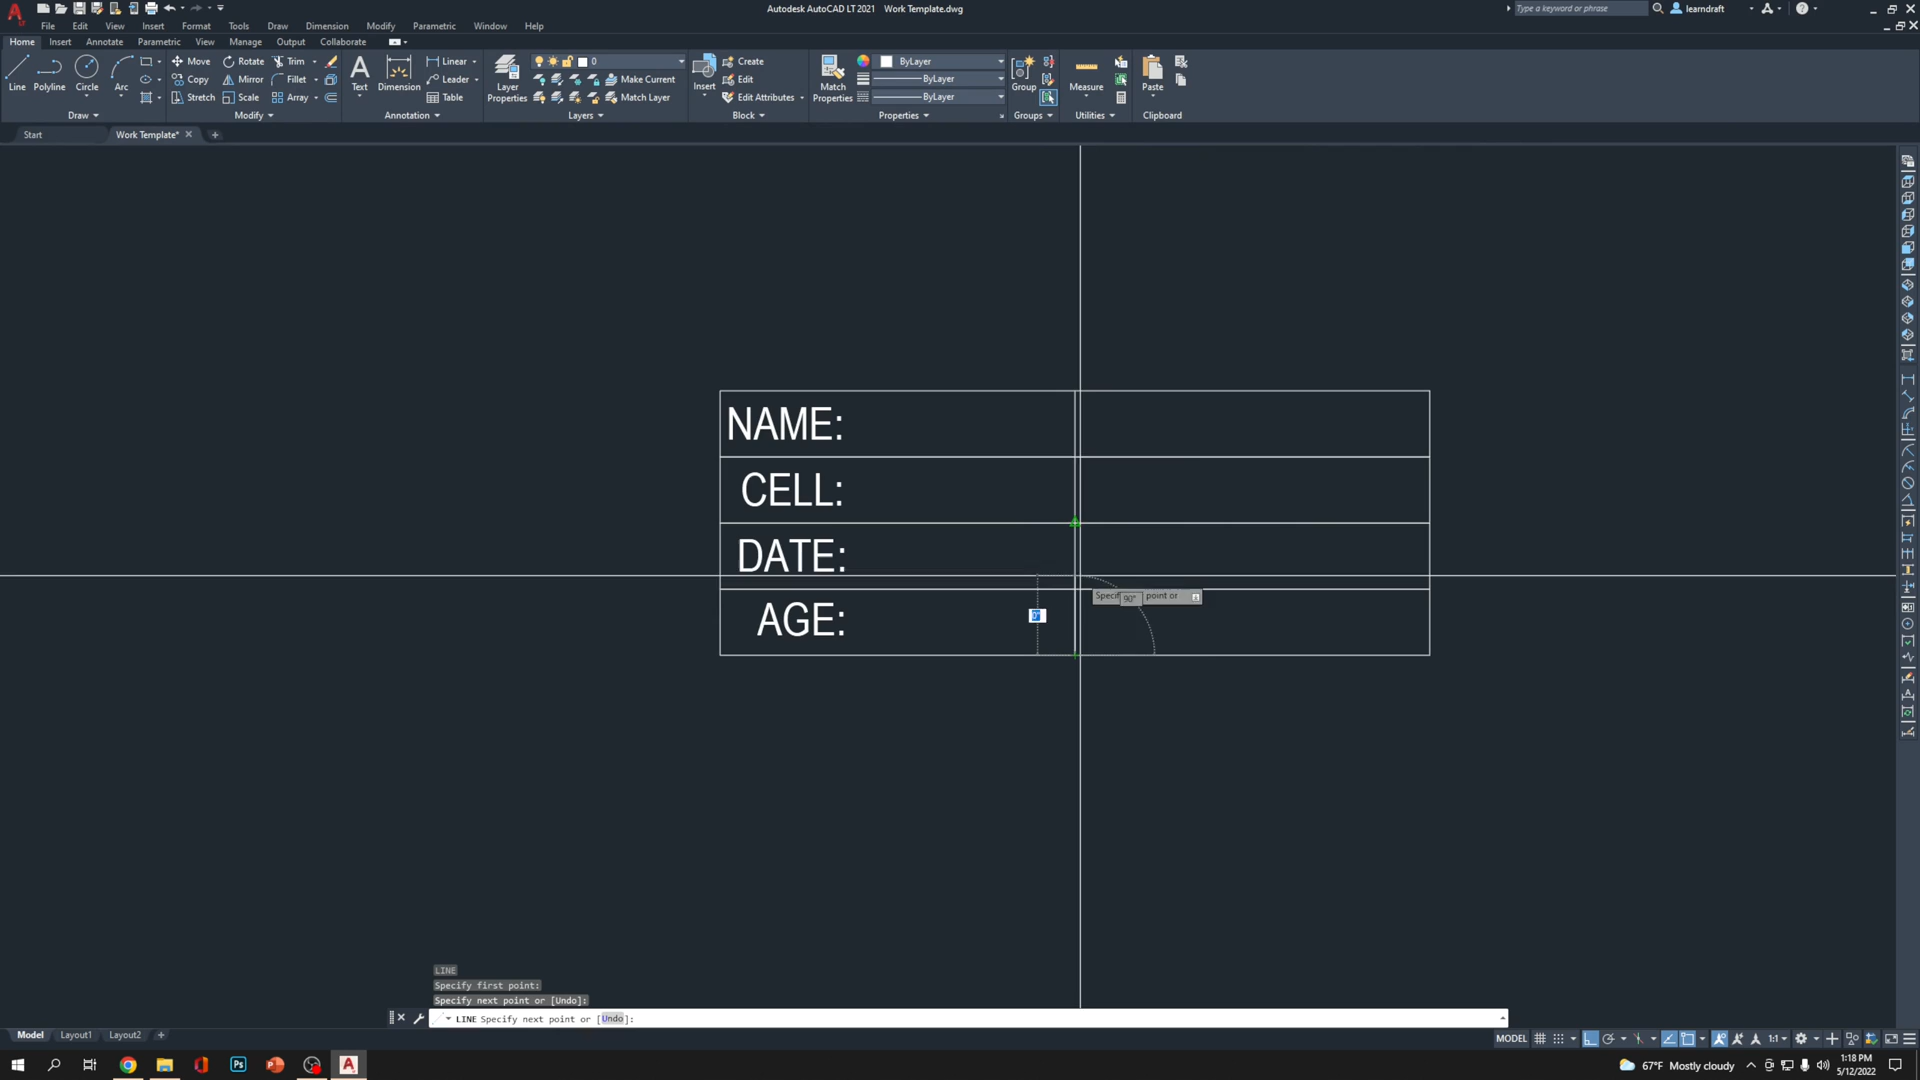 Autodesk AutoCAD LT 2021 Work Template.dwg
Type a keyword or phrase
learndraft
File Edit View Insert Format Tools Draw Dimension Modify Parametric Window Help
Home Insert Annotate Parametric View Manage Output Collaborate
Line Polyline Circle Arc
Move Rotate Trim
Copy Mirror Fillet
Stretch Scale Array
Text Dimension
Linear
Leader
Table
Layer Properties
0
Make Current
Match Layer
Insert
Create
Edit
Edit Attributes
Match Properties
ByLayer
ByLayer
ByLayer
Group
Measure
Paste
Draw Modify Annotation Layers Block Properties Groups Utilities Clipboard
Start Work Template*
NAME:
CELL:
DATE:
AGE:
90°
point or
LINE
Specify first point:
Specify next point or [Undo]:
LINE Specify next point or [Undo]:
Model Layout1 Layout2
MODEL 1:1
67°F Mostly cloudy
1:18 PM
5/12/2022